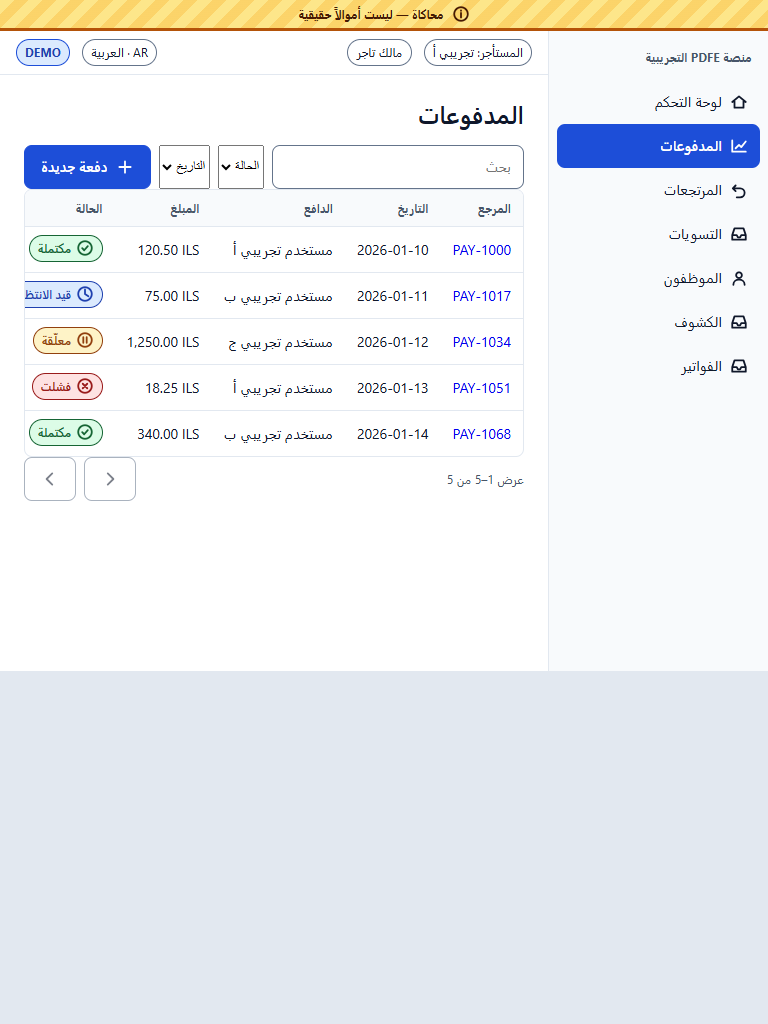 محاكاة — ليست أموالاً حقيقية
منصة PDFE التجريبية
المستأجر: تجريبي أ
مالك تاجر
AR · العربية
DEMO
لوحة التحكم
المدفوعات
المرتجعات
التسويات
الموظفون
الكشوف
الفواتير
المدفوعات
بحث
الحالة
التاريخ
دفعة جديدة
المرجع التاريخ الدافع المبلغ الحالة
PAY-1000 2026-01-10 مستخدم تجريبي أ 120.50 ILS مكتملة
PAY-1017 2026-01-11 مستخدم تجريبي ب 75.00 ILS قيد الانتظ
PAY-1034 2026-01-12 مستخدم تجريبي ج 1,250.00 ILS معلّقة
PAY-1051 2026-01-13 مستخدم تجريبي أ 18.25 ILS فشلت
PAY-1068 2026-01-14 مستخدم تجريبي ب 340.00 ILS مكتملة
عرض 1–5 من 5